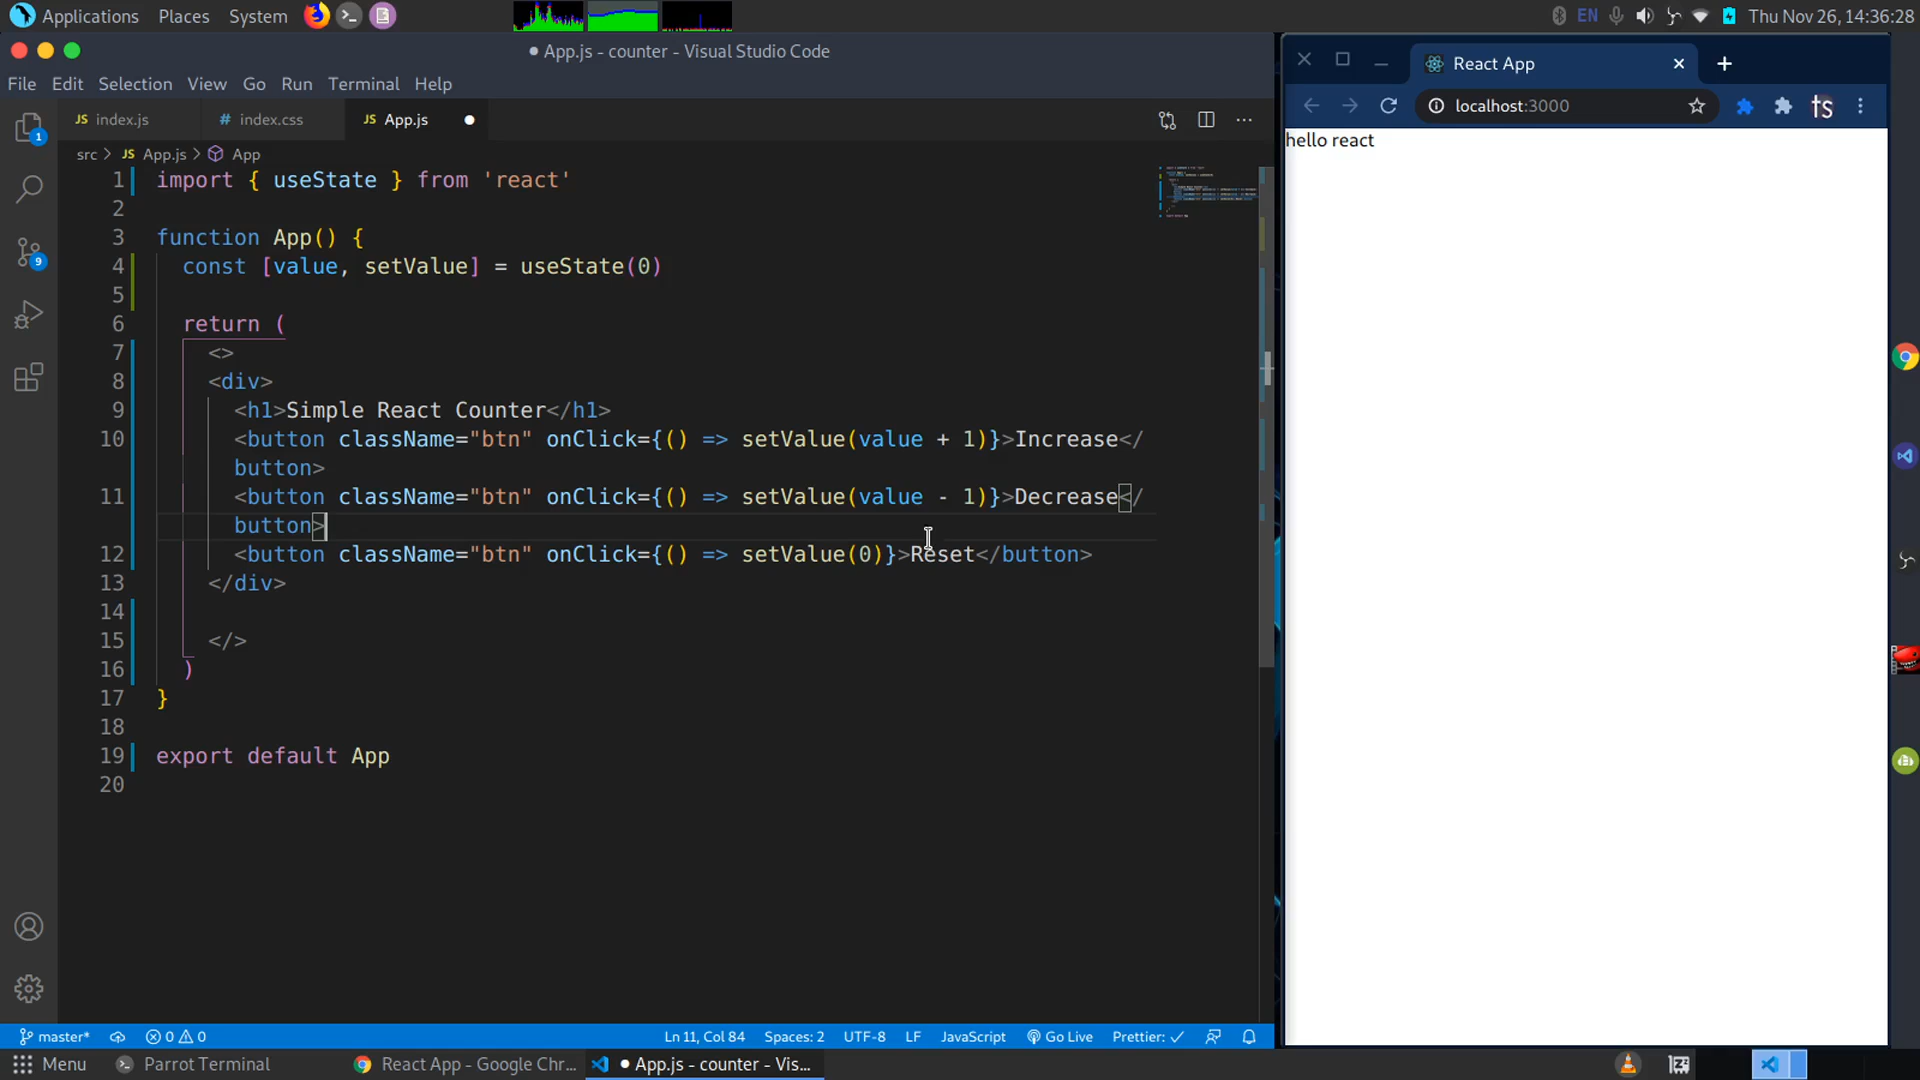 Applications Places System
EN Thu Nov 26, 14:36:28
● App.js - counter - Visual Studio Code
File Edit Selection View Go Run Terminal Help
JS index.js # index.css JS App.js ●
src > JS App.js > App
1 import { useState } from 'react'
2
3 function App() {
4 const [value, setValue] = useState(0)
5
6 return (
7 <>
8 <div>
9 <h1>Simple React Counter</h1>
10 <button className="btn" onClick={() => setValue(value + 1)}>Increase</
button>
11 <button className="btn" onClick={() => setValue(value - 1)}>Decrease</
button>
12 <button className="btn" onClick={() => setValue(0)}>Reset</button>
13 </div>
14
15 </>
16 )
17 }
18
19 export default App
20
1
9
master* 0 0 Ln 11, Col 84 Spaces: 2 UTF-8 LF JavaScript Go Live Prettier: ✓
React App
localhost:3000
ts
hello react
Menu Parrot Terminal React App - Google Chr... ● App.js - counter - Vis...